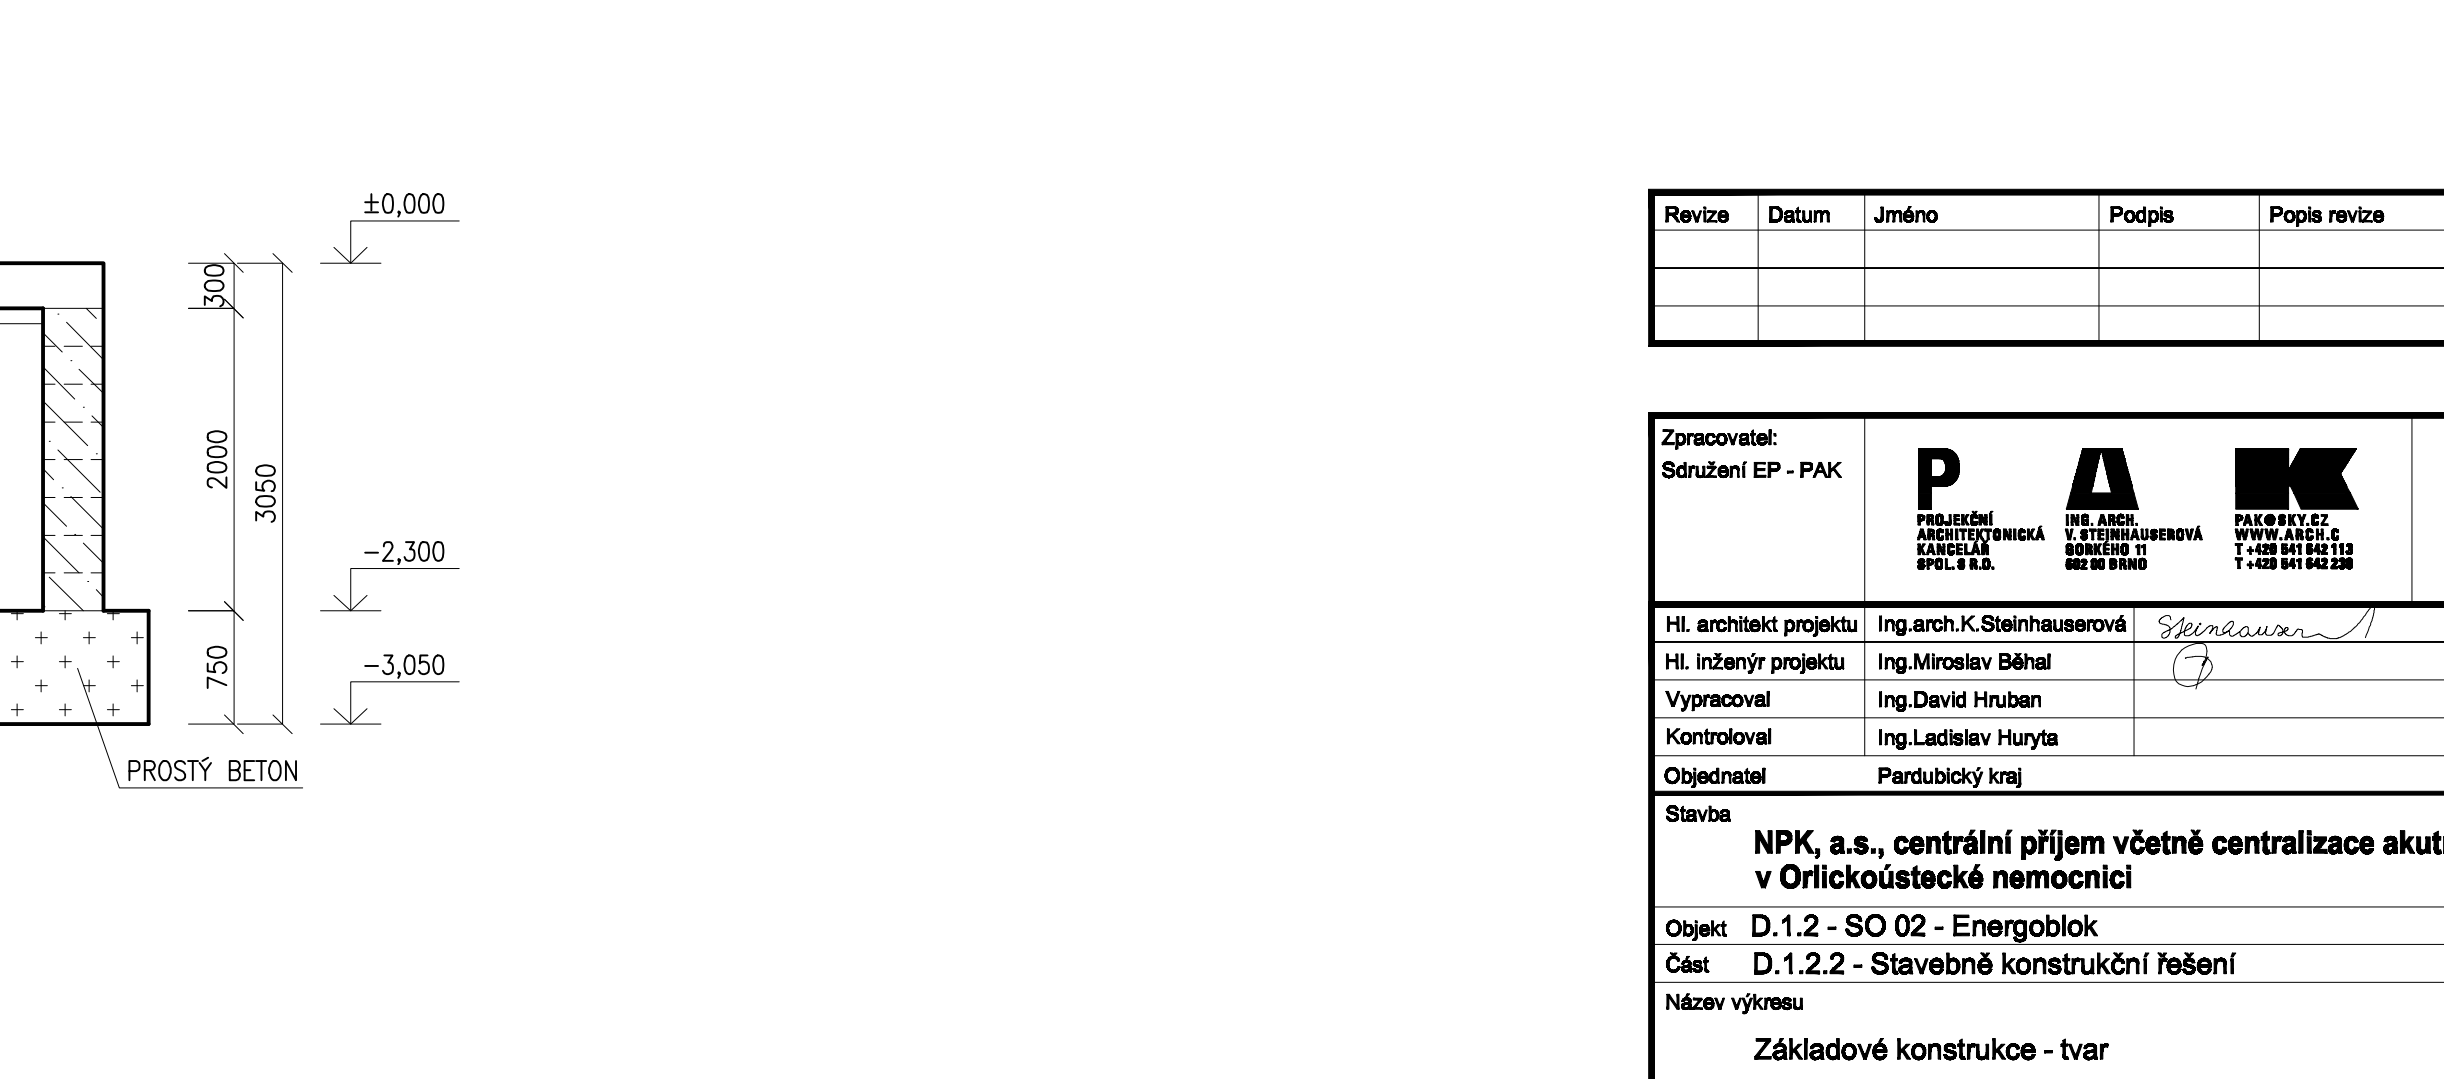 ±0,000
300
2000
3050
-2,300
750
-3,050
PROSTÝ BETON
Revize Datum Jméno Podpis Popis revize
Zpracovatel:
Sdružení EP - PAK
P A K
PROJEKČNÍ
ARCHITEKTONICKÁ
KANCELÁŘ
SPOL. S R.O.
ING. ARCH.
V. STEINHAUSEROVÁ
GORKÉHO 11
602 00 BRNO
PAK@SKY.CZ
WWW.ARCH.C
T +420 541 642 113
T +420 541 642 230
Hl. architekt projektu Ing.arch.K.Steinhauserová Steinhauser
Hl. inženýr projektu Ing.Miroslav Běhal
Vypracoval Ing.David Hruban
Kontroloval Ing.Ladislav Huryta
Objednatel Pardubický kraj
Stavba
NPK, a.s., centrální příjem včetně centralizace
v Orlickoústecké nemocnici
Objekt D.1.2 - SO 02 - Energoblok
Část D.1.2.2 - Stavebně konstrukční řešení
Název výkresu
Základové konstrukce - tvar